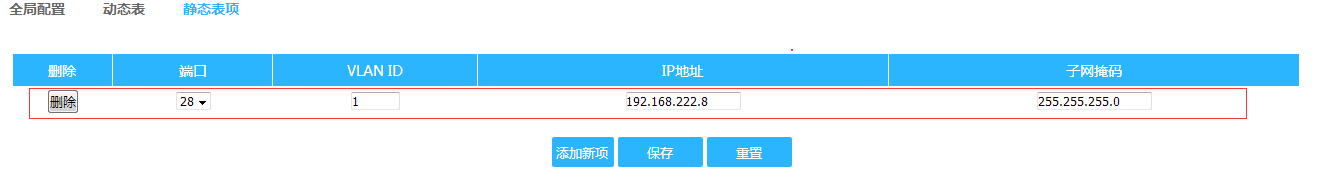 全局配置 动态表 静态表项
删除 端口 VLAN ID IP地址 子网掩码
删除 28 1 192.168.222.8 255.255.255.0
添加新项 保存 重置